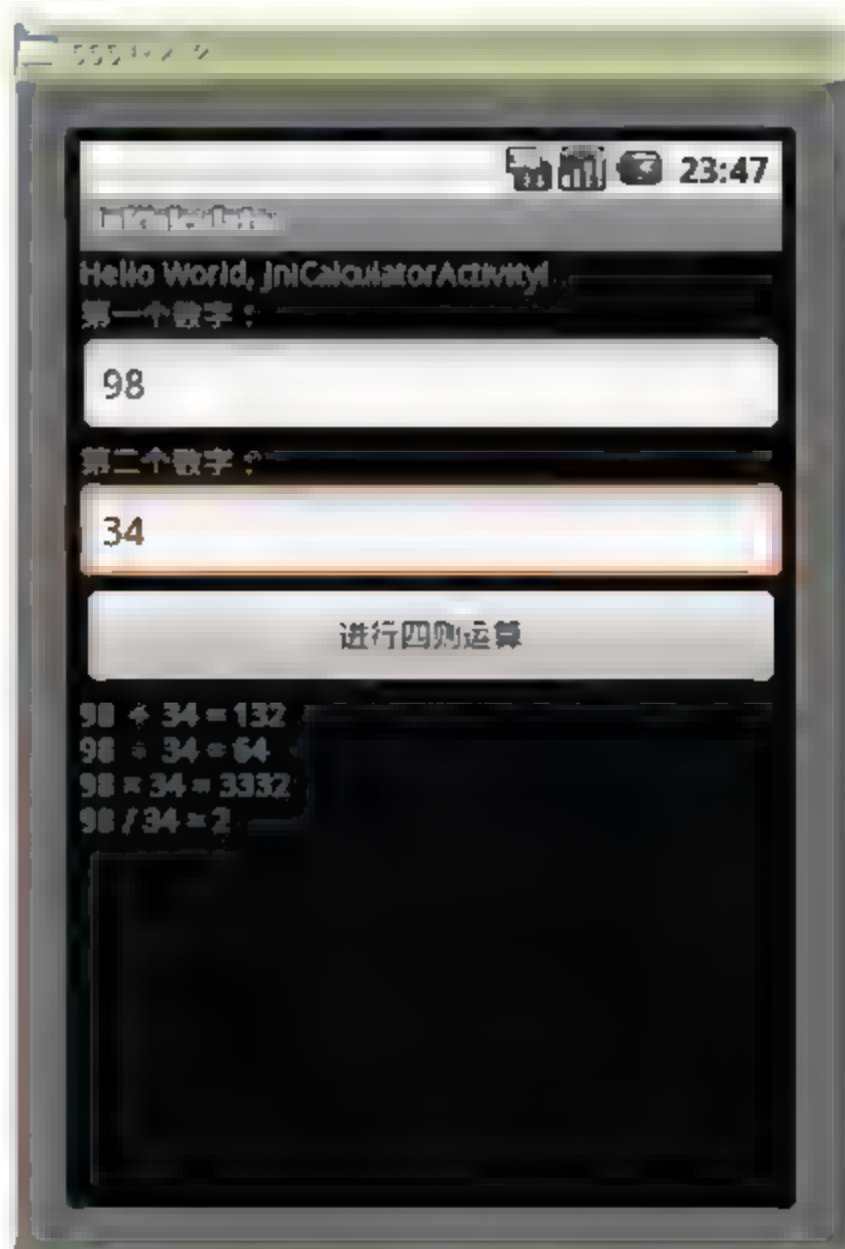 23:47
Hello World, JniCalculatorActivity!
第一个数字：
98
第二个数字：
34
进行四则运算
98 + 34 = 132
98 - 34 = 64
98 × 34 = 3332
98 / 34 = 2